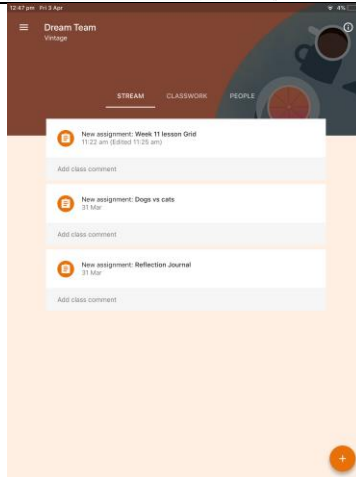 12:47 pm Fri 3 Apr
4%
Dream Team
Vintage
STREAM CLASSWORK PEOPLE
New assignment: Week 11 lesson Grid
11:22 am (Edited 11:25 am)
Add class comment
New assignment: Dogs vs cats
31 Mar
Add class comment
New assignment: Reflection Journal
31 Mar
Add class comment